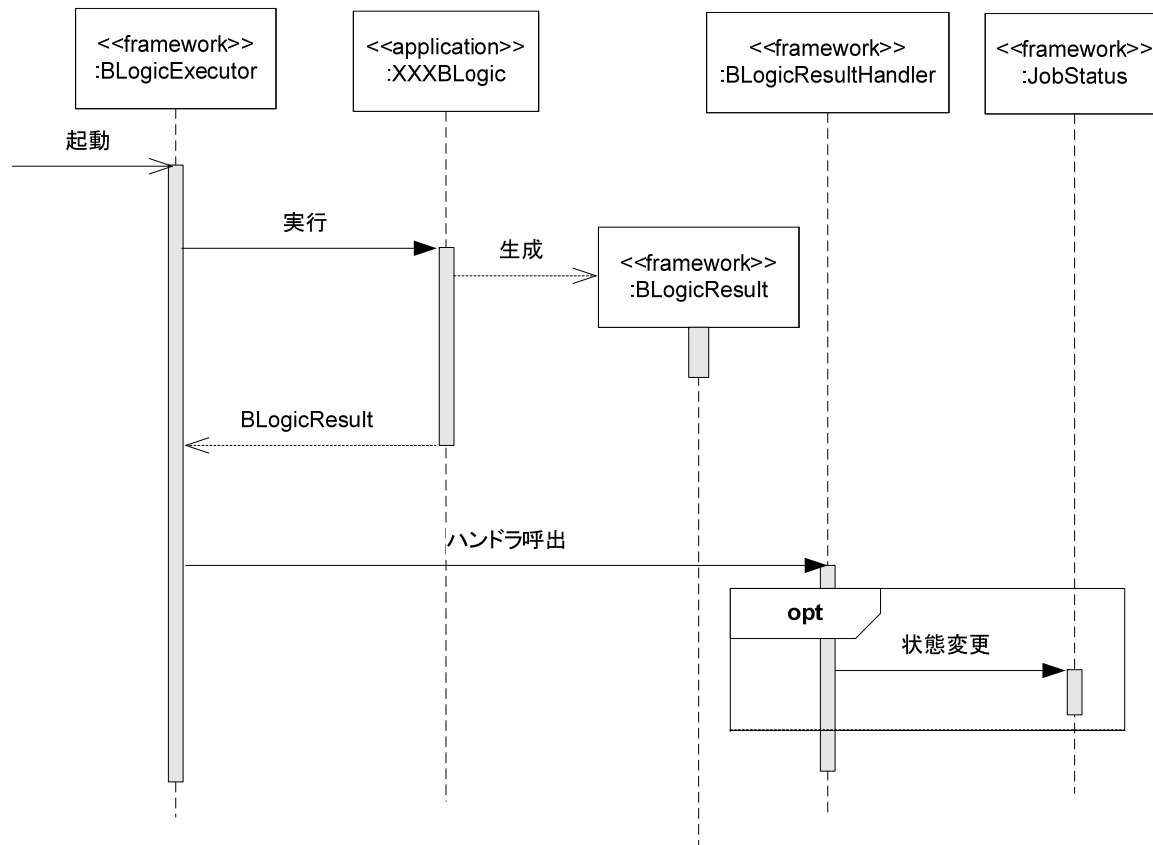 <<framework>>
:BLogicExecutor
<<application>>
:XXXBLogic
<<framework>>
:BLogicResultHandler
<<framework>>
:JobStatus
起動
実行
生成
<<framework>>
:BLogicResult
BLogicResult
ハンドラ呼出
opt
状態変更